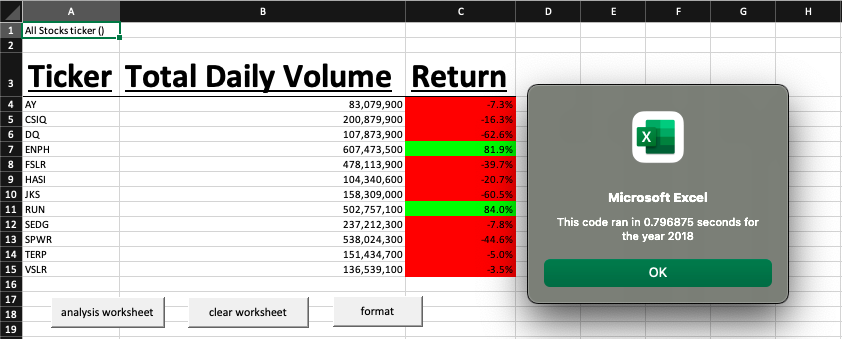 A B C D E F G H
1 All Stocks ticker ()
2
3 Ticker Total Daily Volume Return
4 AY 83,079,900 -7.3%
5 CSIQ 200,879,900 -16.3%
6 DQ 107,873,900 -62.6%
7 ENPH 607,473,500 81.9%
8 FSLR 478,113,900 -39.7%
9 HASI 104,340,600 -20.7%
10 JKS 158,309,000 -60.5%
11 RUN 502,757,100 84.0%
12 SEDG 237,212,300 -7.8%
13 SPWR 538,024,300 -44.6%
14 TERP 151,434,700 -5.0%
15 VSLR 136,539,100 -3.5%
16
17
18
19
analysis worksheet clear worksheet format
X
Microsoft Excel
This code ran in 0.796875 seconds for
the year 2018
OK